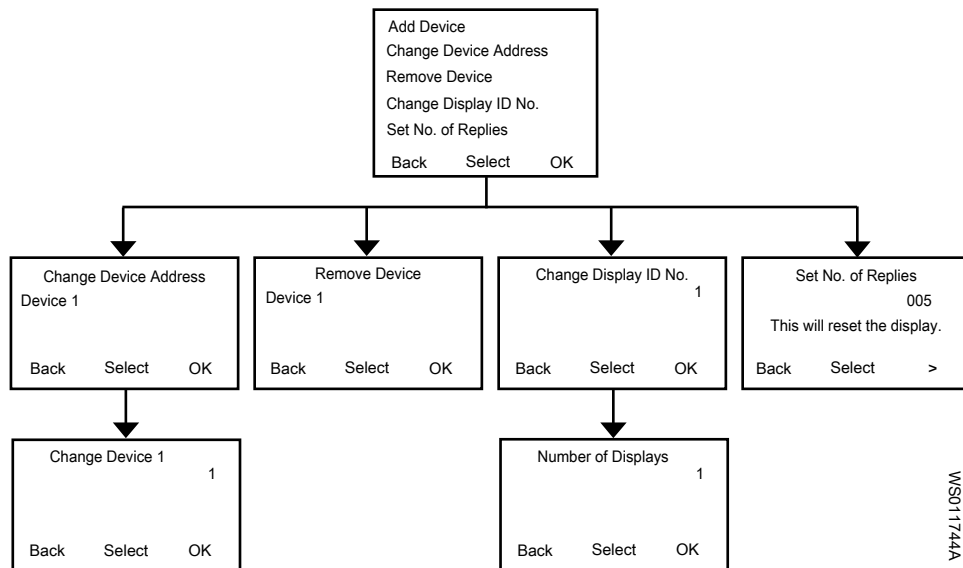 Add Device
Change Device Address
Remove Device
Change Display ID No.
Set No. of Replies
Back Select OK
Change Device Address
Device 1
Back Select OK
Remove Device
Device 1
Back Select OK
Change Display ID No.
1
Back Select OK
Set No. of Replies
005
This will reset the display.
Back Select >
Change Device 1
1
Back Select OK
Number of Displays
1
Back Select OK
WS011744A